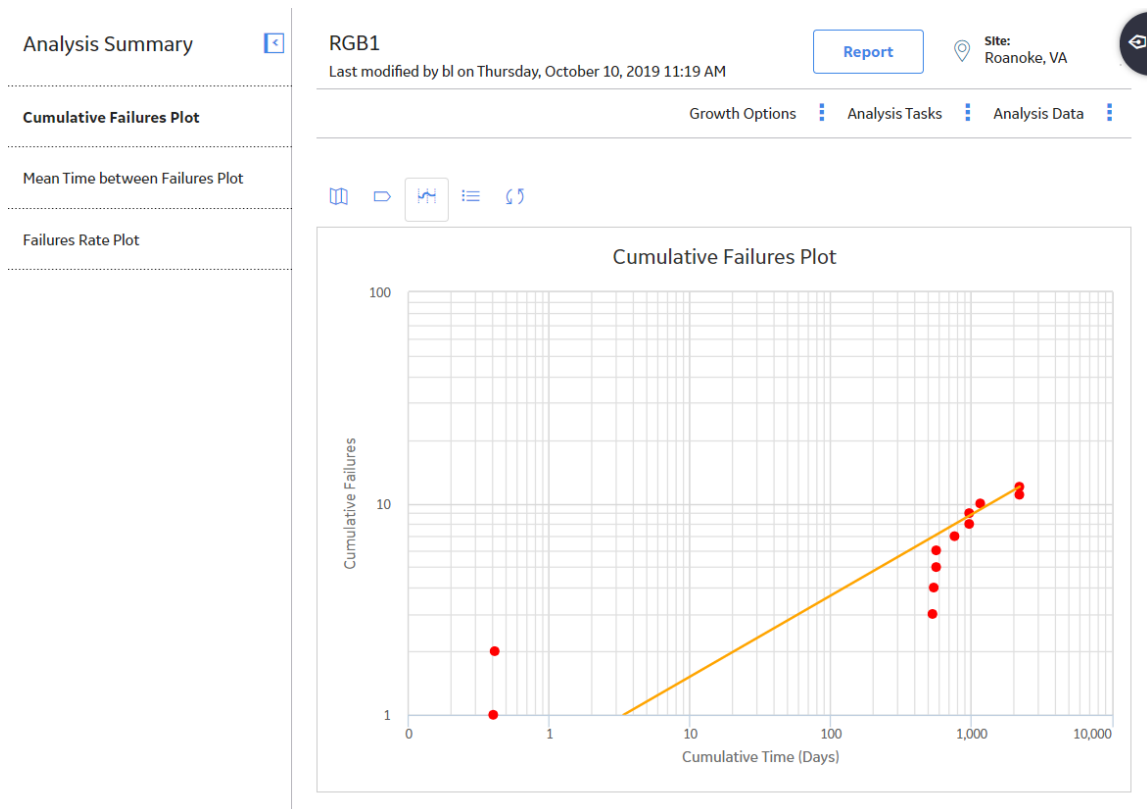 Analysis Summary
Cumulative Failures Plot
Mean Time between Failures Plot
Failures Rate Plot
RGB1
Last modified by bl on Thursday, October 10, 2019 11:19 AM
Report
Site:
Roanoke, VA
Growth Options
Analysis Tasks
Analysis Data
Cumulative Failures Plot
Cumulative Failures
100
10
1
0 1 10 100 1,000 10,000
Cumulative Time (Days)